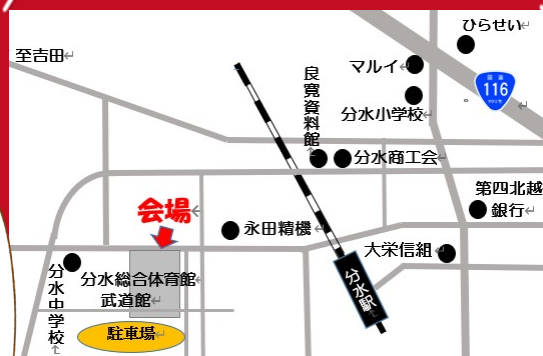 ひらせい
至吉田
マルイ
国道
116
ROUTE
良寛資料館
分水小学校
分水商工会
第四北越
銀行
会場
永田精機
大栄信組
分水中学校
分水総合体育館
武道館
分水駅
駐車場